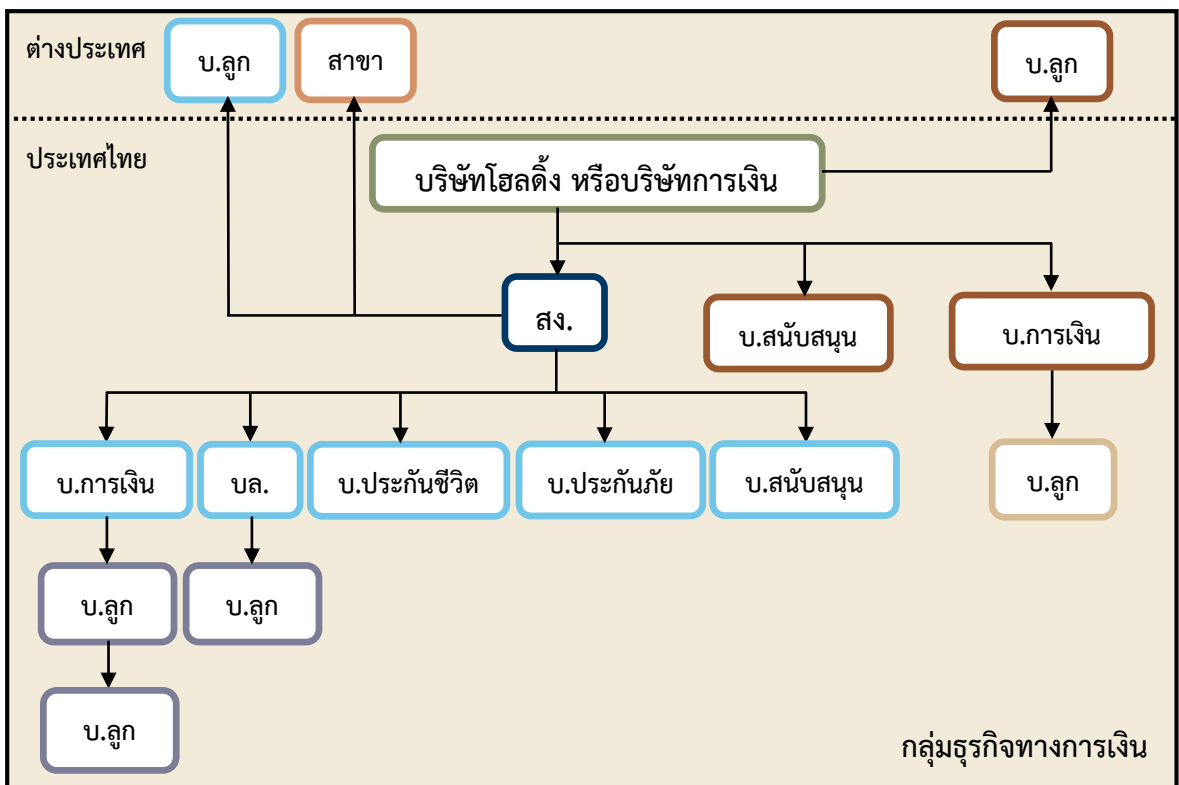 ต่างประเทศ
บ.ลูก
สาขา
บ.ลูก
ประเทศไทย
บริษัทโฮลดิ้ง หรือบริษัทการเงิน
สง.
บ.สนับสนุน
บ.การเงิน
บ.การเงิน
บล.
บ.ประกันชีวิต
บ.ประกันภัย
บ.สนับสนุน
บ.ลูก
บ.ลูก
บ.ลูก
บ.ลูก
กลุ่มธุรกิจทางการเงิน